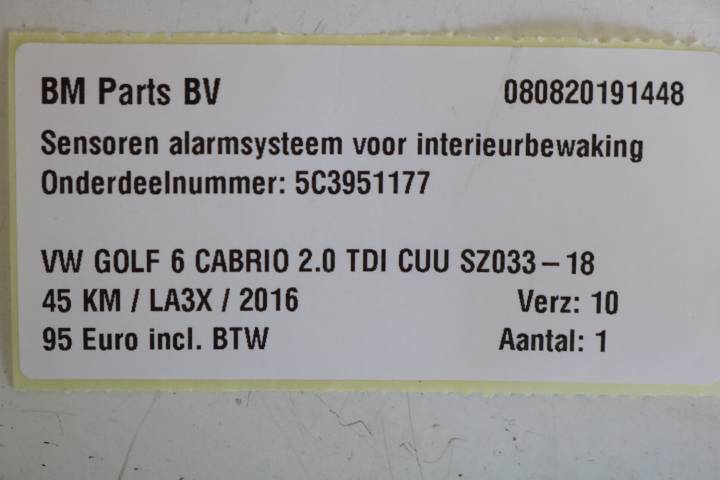 BM Parts BV 080820191448
Sensoren alarmsysteem voor interieurbewaking
Onderdeelnummer: 5C3951177
VW GOLF 6 CABRIO 2.0 TDI CUU SZ033-18
45 KM / LA3X / 2016 Verz: 10
95 Euro incl. BTW Aantal: 1